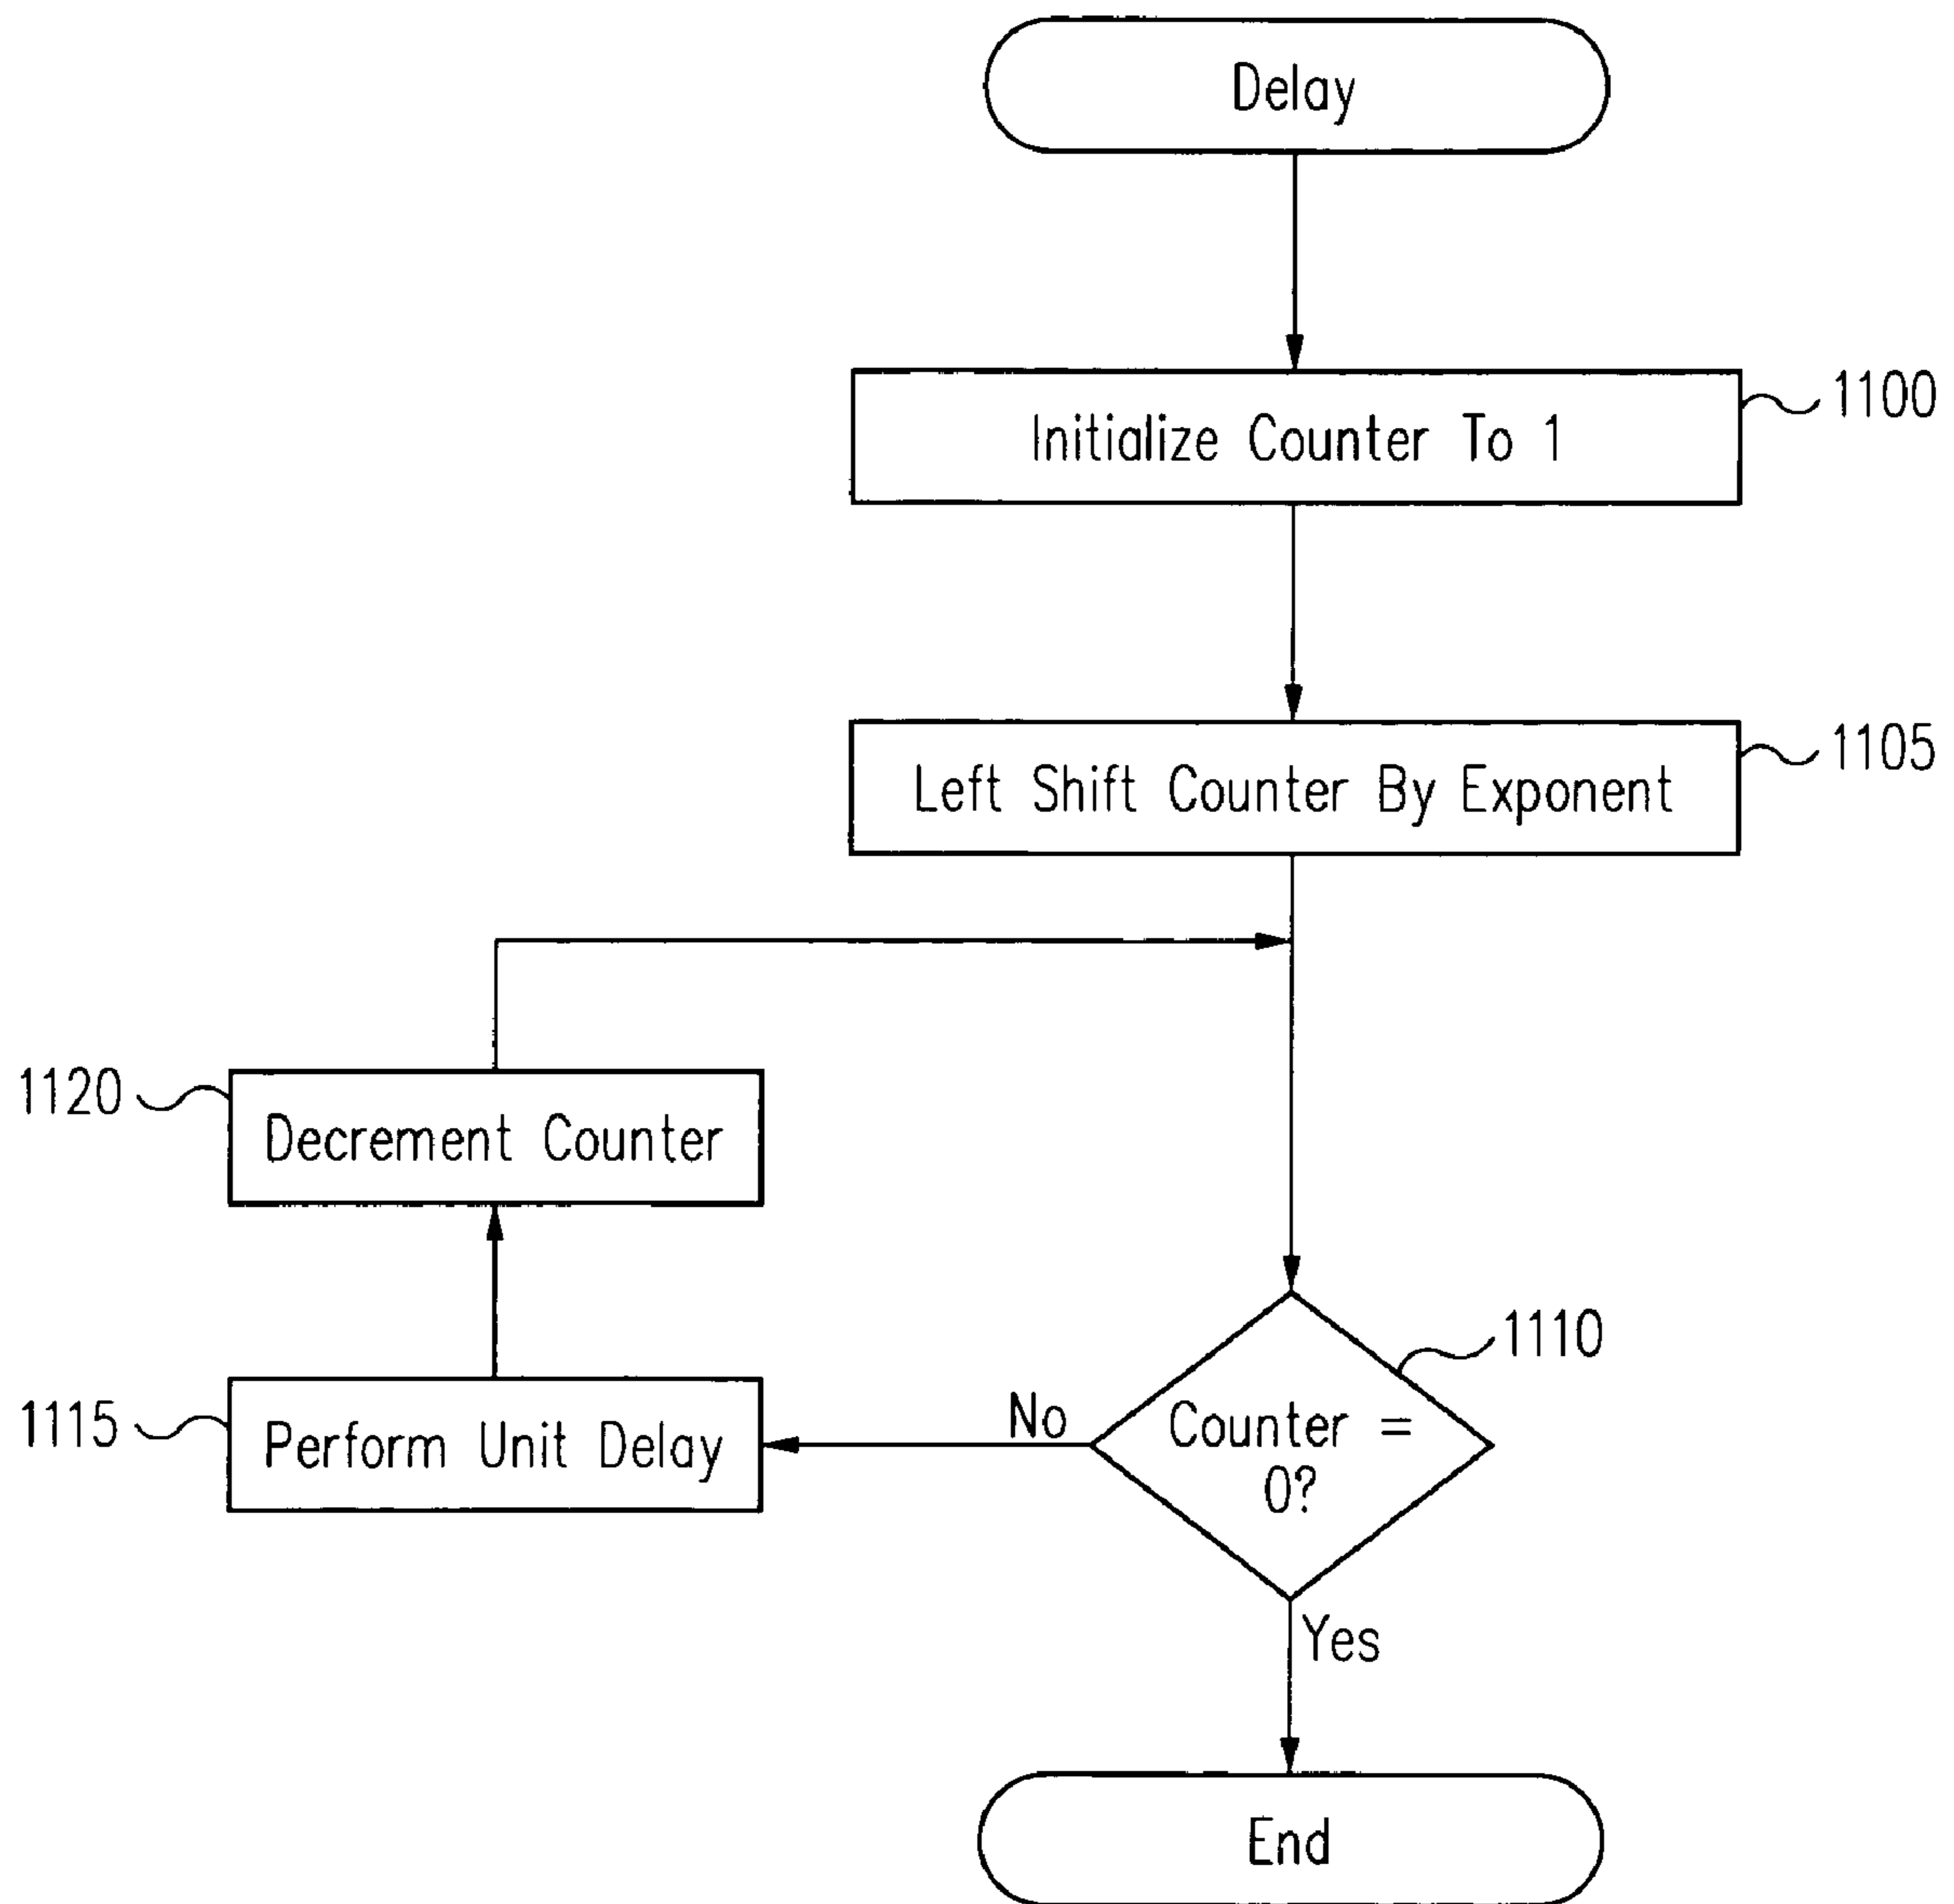 Delay
Initialize Counter To 1
1100
Left Shift Counter By Exponent
1105
1120
Decrement Counter
1110
1115
Perform Unit Delay
No
Counter =
0?
Yes
End